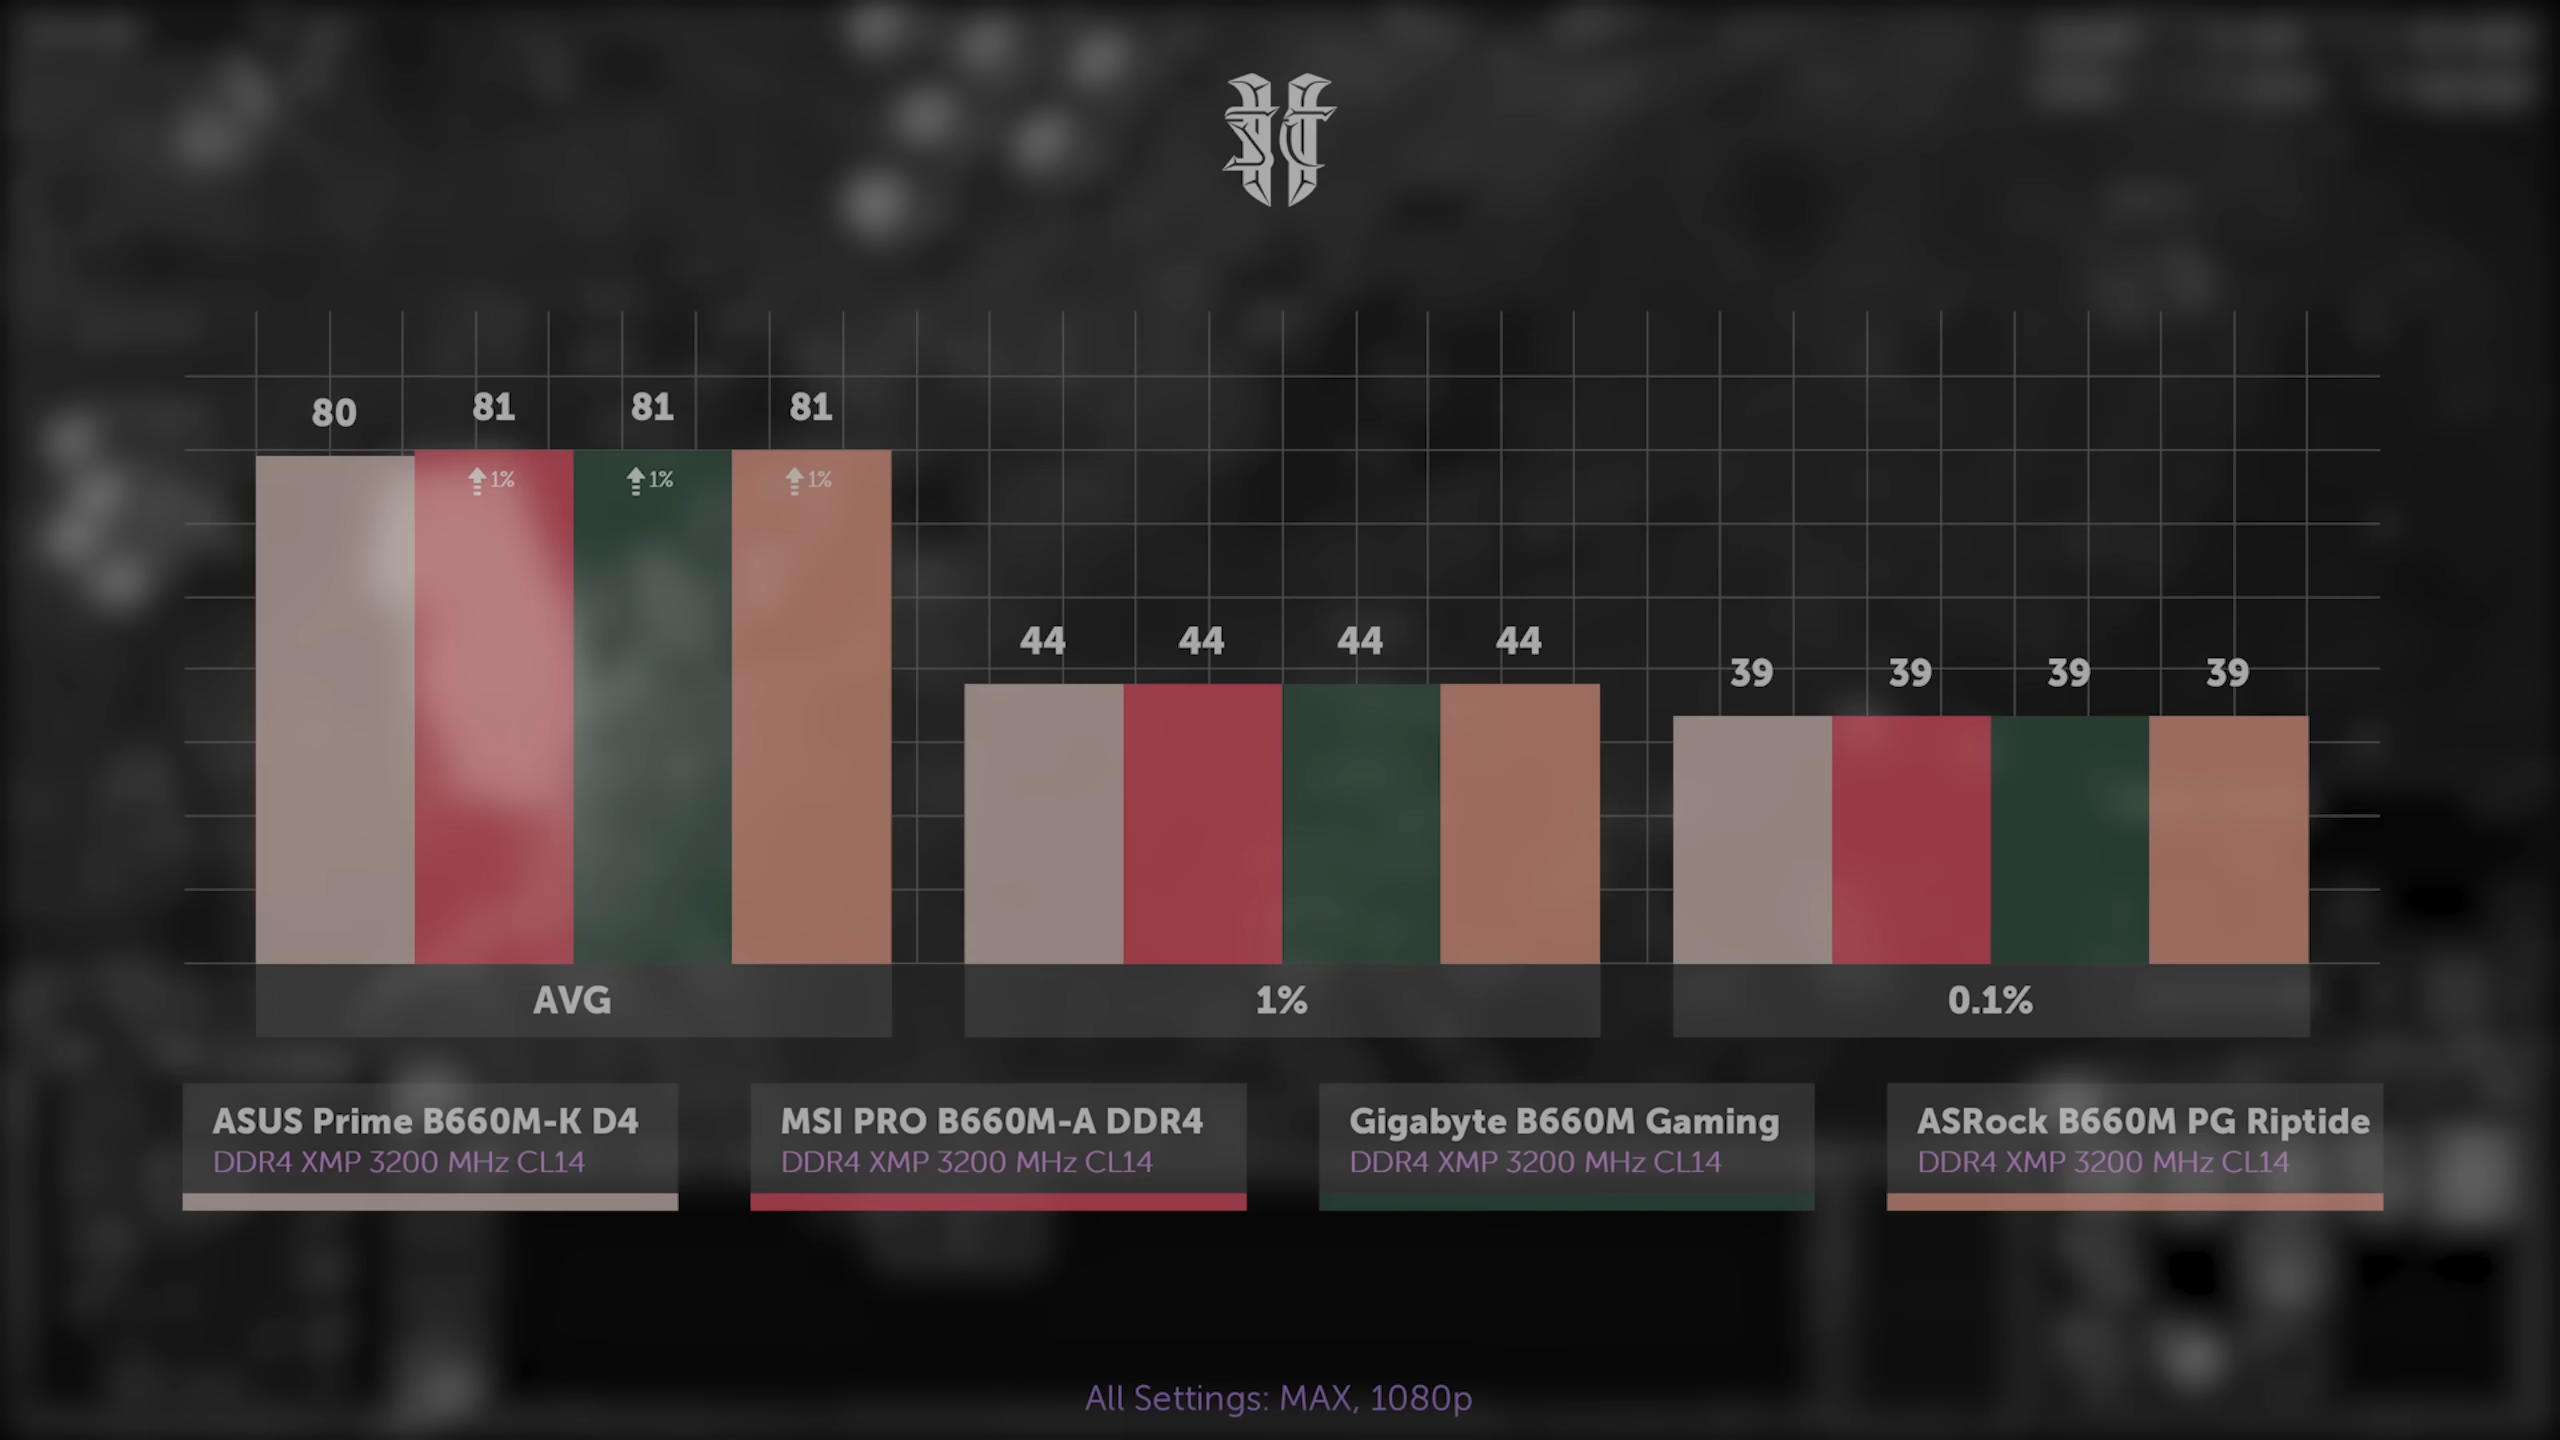 SC
80
81
81
81
1%
1%
1%
44
44
44
44
39
39
39
39
AVG
1%
0.1%
ASUS Prime B660M-K D4
DDR4 XMP 3200 MHz CL14
MSI PRO B660M-A DDR4
DDR4 XMP 3200 MHz CL14
Gigabyte B660M Gaming
DDR4 XMP 3200 MHz CL14
ASRock B660M PG Riptide
DDR4 XMP 3200 MHz CL14
All Settings: MAX, 1080p